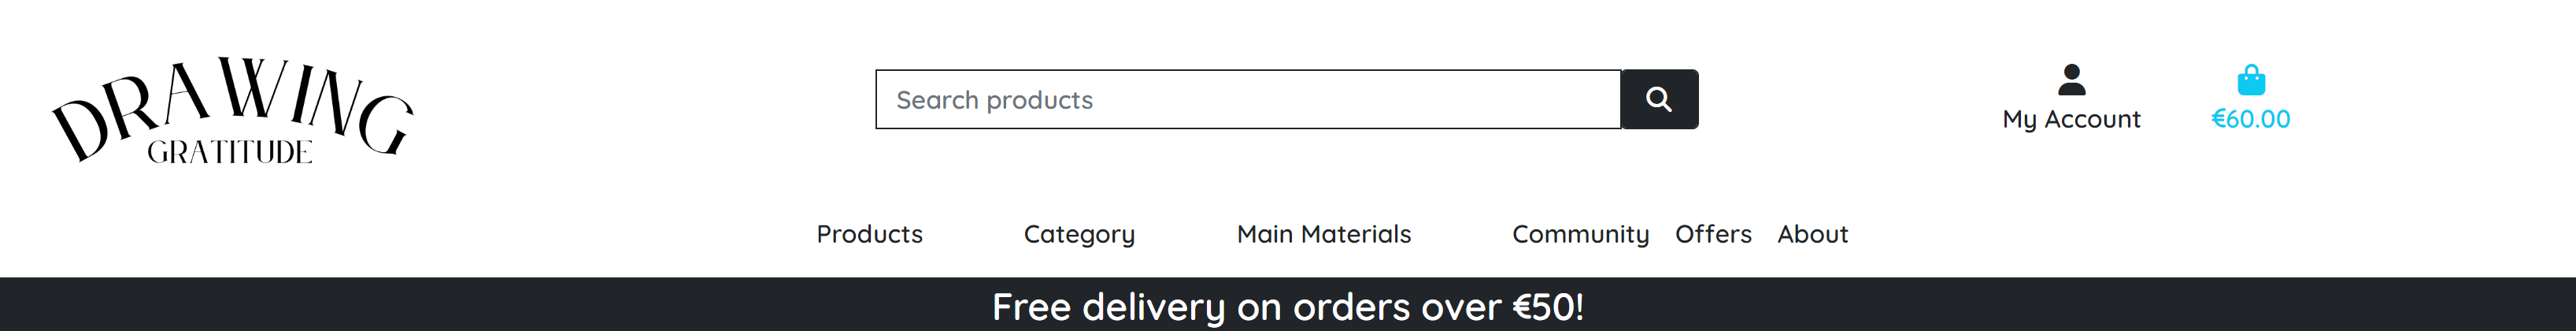 DRAWING
GRATITUDE
Search products
My Account
€60.00
Products Category Main Materials Community Offers About
Free delivery on orders over €50!